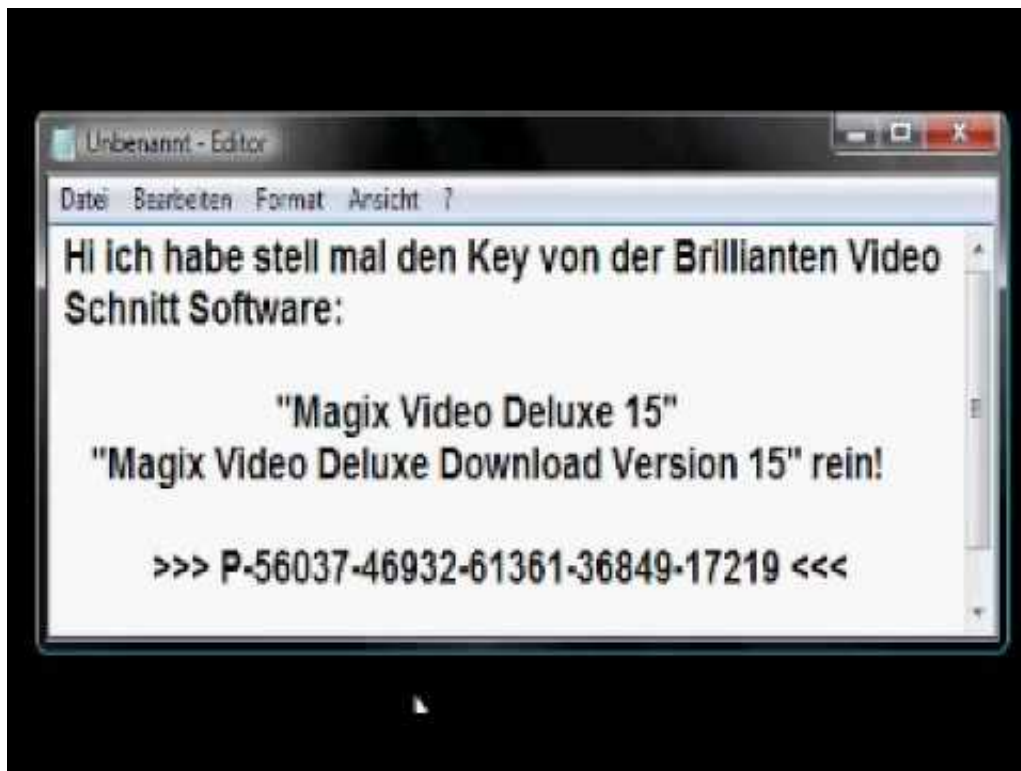 Unbenannt - Editor
Datei Bearbeiten Format Ansicht ?
Hi ich habe stell mal den Key von der Brillianten Video
Schnitt Software:
"Magix Video Deluxe 15"
"Magix Video Deluxe Download Version 15" rein!
>>> P-56037-46932-61361-36849-17219 <<<